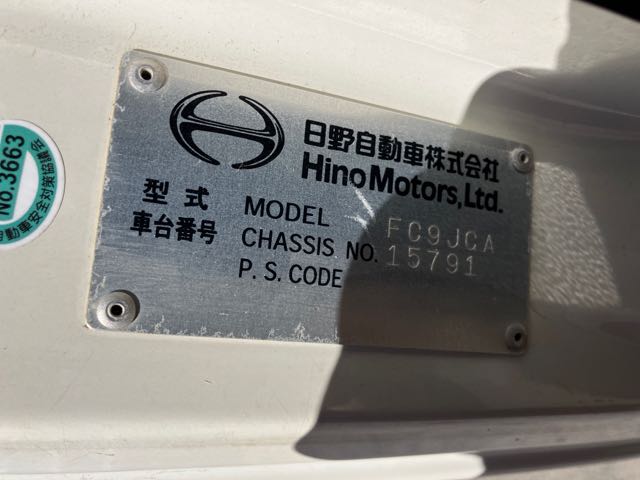 日野自動車株式会社
Hino Motors, Ltd.
型式 MODEL FC9JCA
車台番号 CHASSIS NO. 15791
P. S. CODE
No.3663